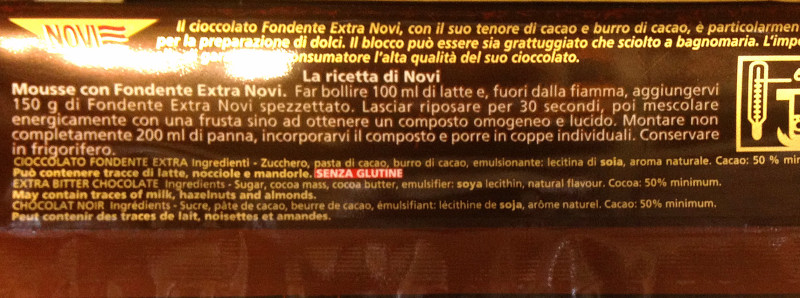 NOVI
Il cioccolato Fondente Extra Novi, con il suo tenore di cacao e burro di cacao, è particolarmen
per la preparazione di dolci. Il blocco può essere sia grattugiato che sciolto a bagnomaria. L'imp
consumatore l'alta qualità del suo cioccolato.
La ricetta di Novi
Mousse con Fondente Extra Novi. Far bollire 100 ml di latte e, fuori dalla fiamma, aggiungervi
150 g di Fondente Extra Novi spezzettato. Lasciar riposare per 30 secondi, poi mescolare
energicamente con una frusta sino ad ottenere un composto omogeneo e lucido. Montare non
completamente 200 ml di panna, incorporarvi il composto e porre in coppe individuali. Conservare
in frigorifero.
CIOCCOLATO FONDENTE EXTRA Ingredienti - Zucchero, pasta di cacao, burro di cacao, emulsionante: lecitina di soia, aroma naturale. Cacao: 50 % min
Può contenere tracce di latte, nocciole e mandorle. SENZA GLUTINE
EXTRA BITTER CHOCOLATE Ingredients - Sugar, cocoa mass, cocoa butter, emulsifier: soya lecithin, natural flavour. Cocoa: 50% minimum.
May contain traces of milk, hazelnuts and almonds.
CHOCOLAT NOIR Ingrédients - Sucre, pâte de cacao, beurre de cacao, émulsifiant: lécithine de soja, arôme naturel. Cacao: 50% minimum.
Peut contenir des traces de lait, noisettes et amandes.